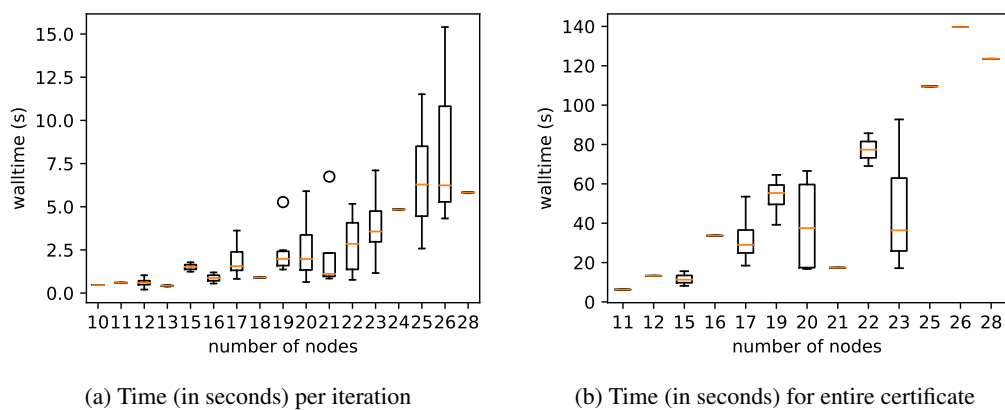 15.0
12.5
10.0
7.5
5.0
2.5
0.0
walltime (s)
10 11 12 13 15 16 17 18 19 20 21 22 23 24 25 26 28
number of nodes
(a) Time (in seconds) per iteration
140
120
100
80
60
40
20
0
walltime (s)
11 12 15 16 17 19 20 21 22 23 25 26 28
number of nodes
(b) Time (in seconds) for entire certificate